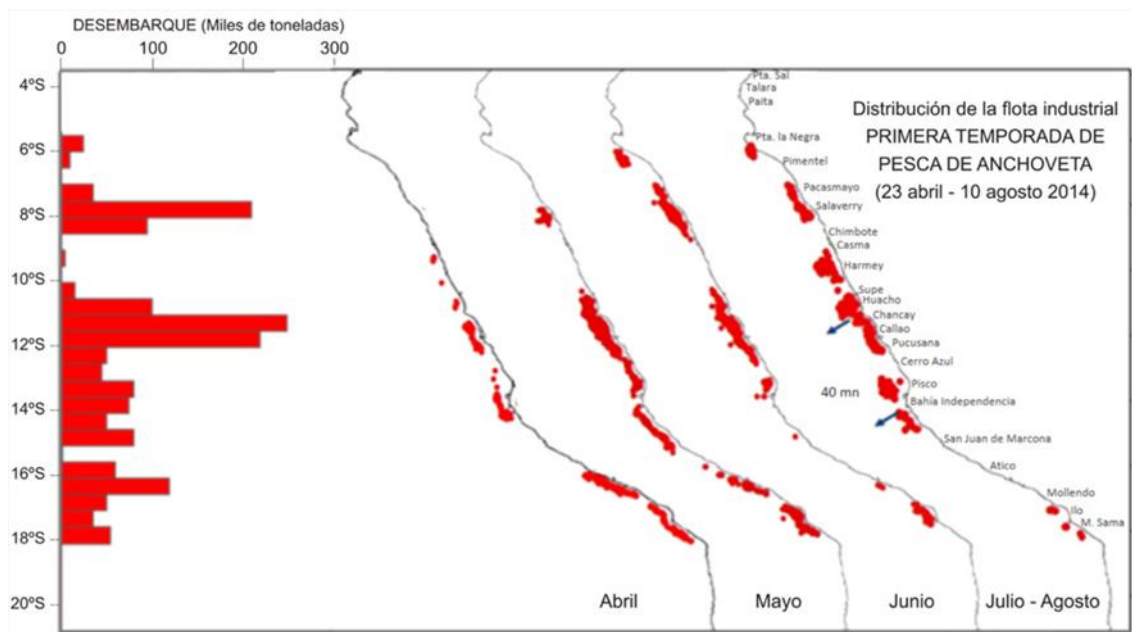 DESEMBARQUE (Miles de toneladas)
0 100 200 300
4ºS
6ºS
8ºS
10ºS
12ºS
14ºS
16ºS
18ºS
20ºS
Distribución de la flota industrial
PRIMERA TEMPORADA DE
PESCA DE ANCHOVETA
(23 abril - 10 agosto 2014)
Pta. Sal
Talara
Paita
Pta. la Negra
Pimentel
Pacasmayo
Salaverry
Chimbote
Casma
Harmey
Supe
Huacho
Chancay
Callao
Pucusana
Cerro Azul
Pisco
40 mn
Bahía Independencia
San Juan de Marcona
Atico
Mollendo
Ilo
M. Sama
Abril Mayo Junio Julio - Agosto